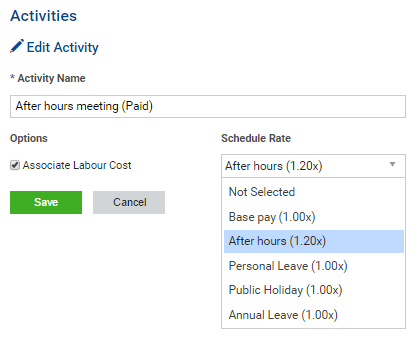 Activities
Edit Activity
* Activity Name
After hours meeting (Paid)
Options
Schedule Rate
Associate Labour Cost
After hours (1.20x)
Save
Cancel
Not Selected
Base pay (1.00x)
After hours (1.20x)
Personal Leave (1.00x)
Public Holiday (1.00x)
Annual Leave (1.00x)